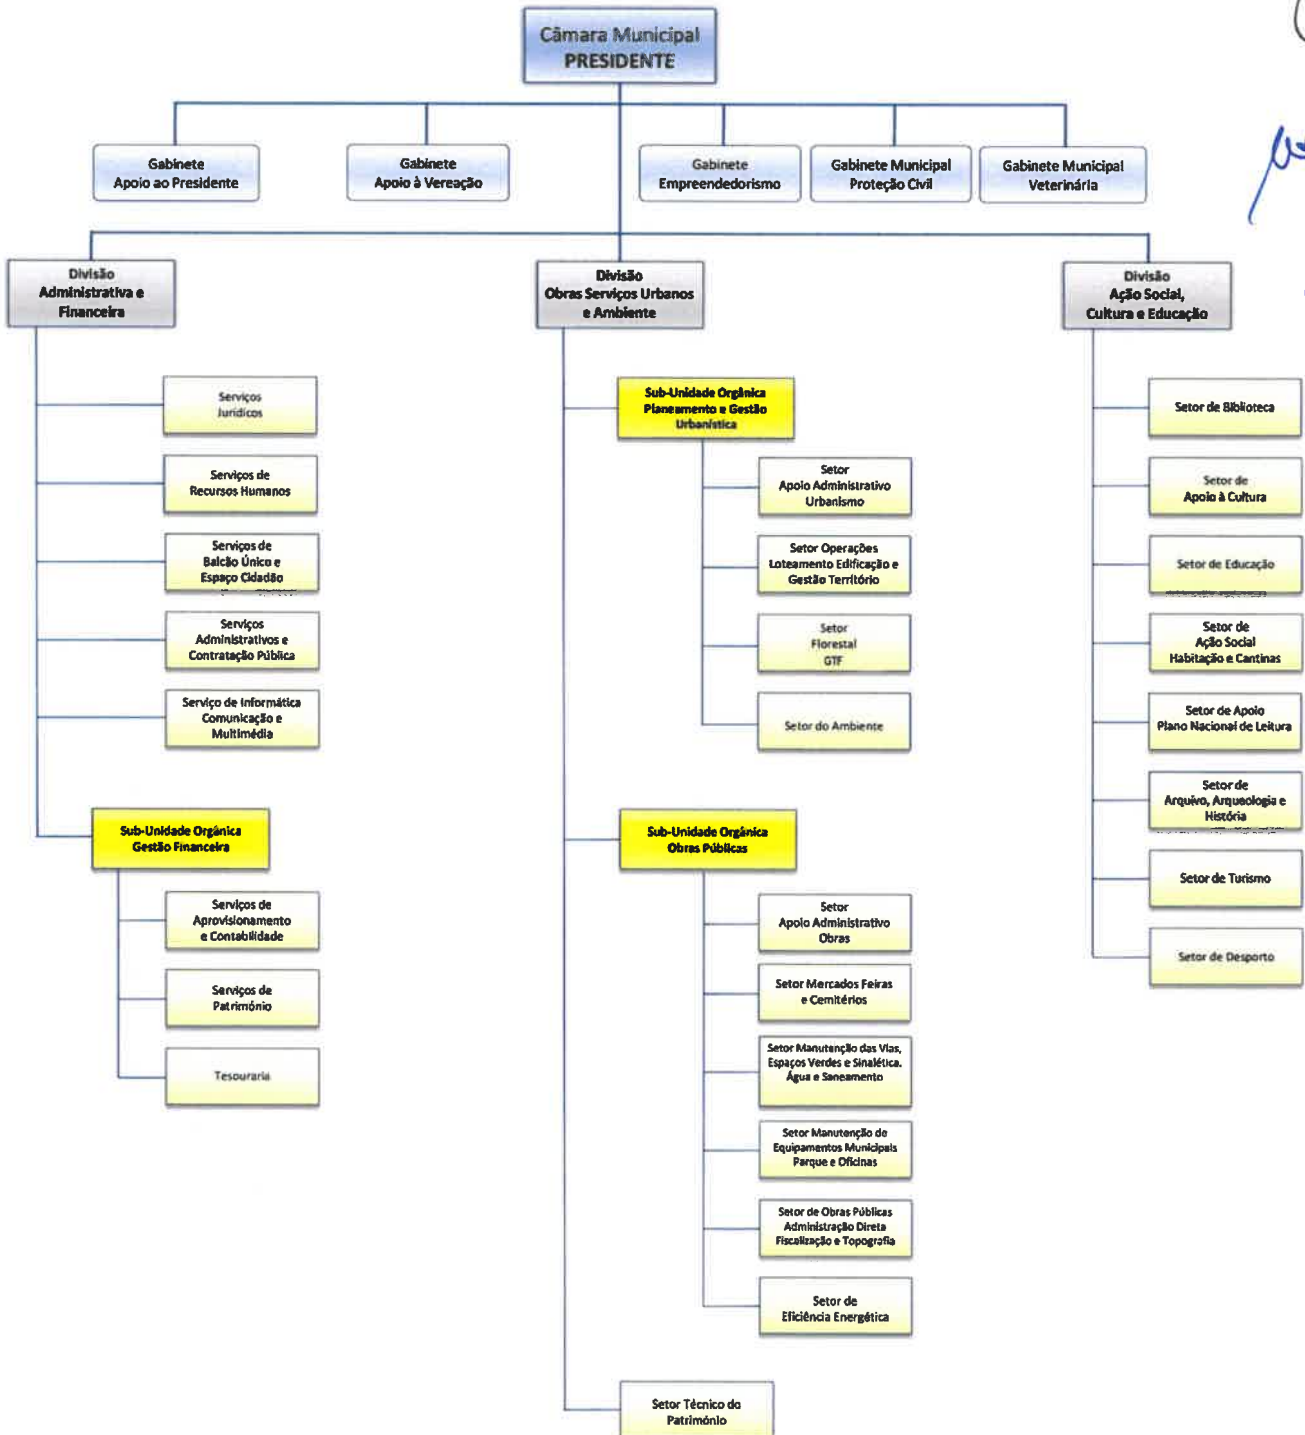 Câmara Municipal
PRESIDENTE
Gabinete
Apoio ao Presidente
Gabinete
Apoio à Vereação
Gabinete
Empreendedorismo
Gabinete Municipal
Proteção Civil
Gabinete Municipal
Veterinária
Divisão
Administrativa e
Financeira
Serviços
Jurídicos
Serviços de
Recursos Humanos
Serviços de
Balcão Único e
Espaço Cidadão
Serviços
Administrativos e
Contratação Pública
Serviço de Informática
Comunicação e
Multimédia
Sub-Unidade Orgânica
Gestão Financeira
Serviços de
Aprovisionamento
e Contabilidade
Serviços de
Património
Tesouraria
Divisão
Obras Serviços Urbanos
e Ambiente
Sub-Unidade Orgânica
Planeamento e Gestão
Urbanística
Setor
Apoio Administrativo
Urbanismo
Setor Operações
Loteamento Edificação e
Gestão Território
Setor
Florestal
GTF
Setor do Ambiente
Sub-Unidade Orgânica
Obras Públicas
Setor
Apoio Administrativo
Obras
Setor Mercados Feiras
e Cemitérios
Setor Manutenção das Vias,
Espaços Verdes e Sinalética.
Água e Saneamento
Setor Manutenção de
Equipamentos Municipais
Parque e Oficinas
Setor de Obras Públicas
Administração Direta
Fiscalização e Topografia
Setor de
Eficiência Energética
Setor Técnico do
Património
Divisão
Ação Social,
Cultura e Educação
Setor de Biblioteca
Setor de
Apoio à Cultura
Setor de Educação
Setor de
Ação Social
Habitação e Cantinas
Setor de Apoio
Plano Nacional de Leitura
Setor de
Arquivo, Arqueologia e
História
Setor de Turismo
Setor de Desporto